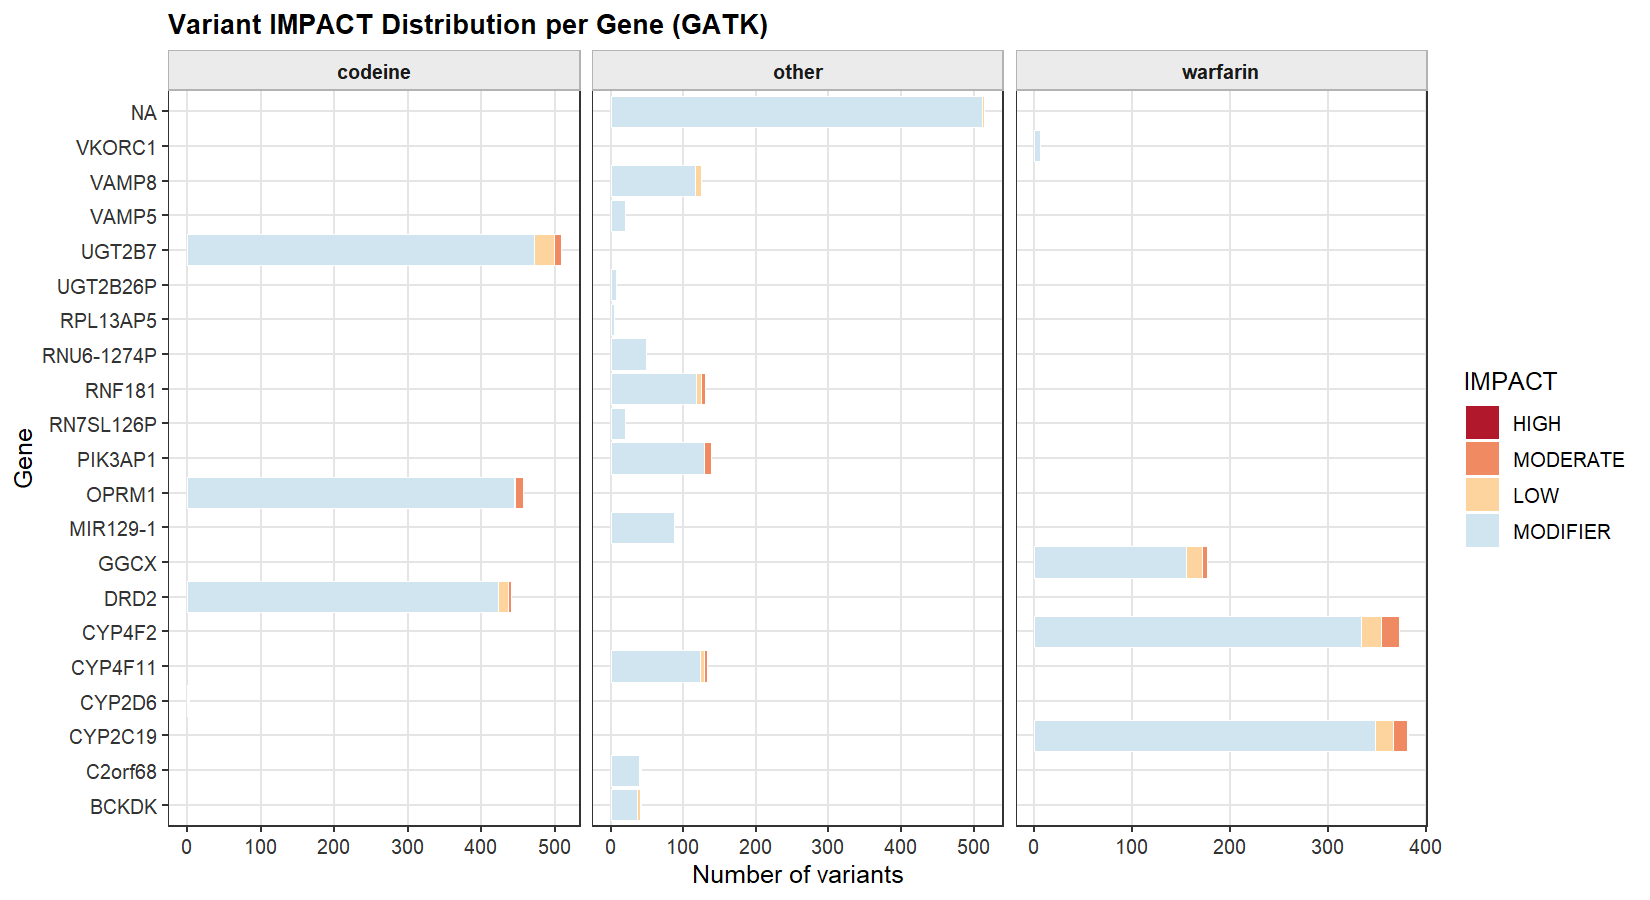 Variant IMPACT Distribution per Gene (GATK)
codeine
other
warfarin
Gene
NA
VKORC1
VAMP8
VAMP5
UGT2B7
UGT2B26P
RPL13AP5
RNU6-1274P
RNF181
RN7SL126P
PIK3AP1
OPRM1
MIR129-1
GGCX
DRD2
CYP4F2
CYP4F11
CYP2D6
CYP2C19
C2orf68
BCKDK
0 100 200 300 400 500
0 100 200 300 400 500
0 100 200 300 400
Number of variants
IMPACT
HIGH
MODERATE
LOW
MODIFIER